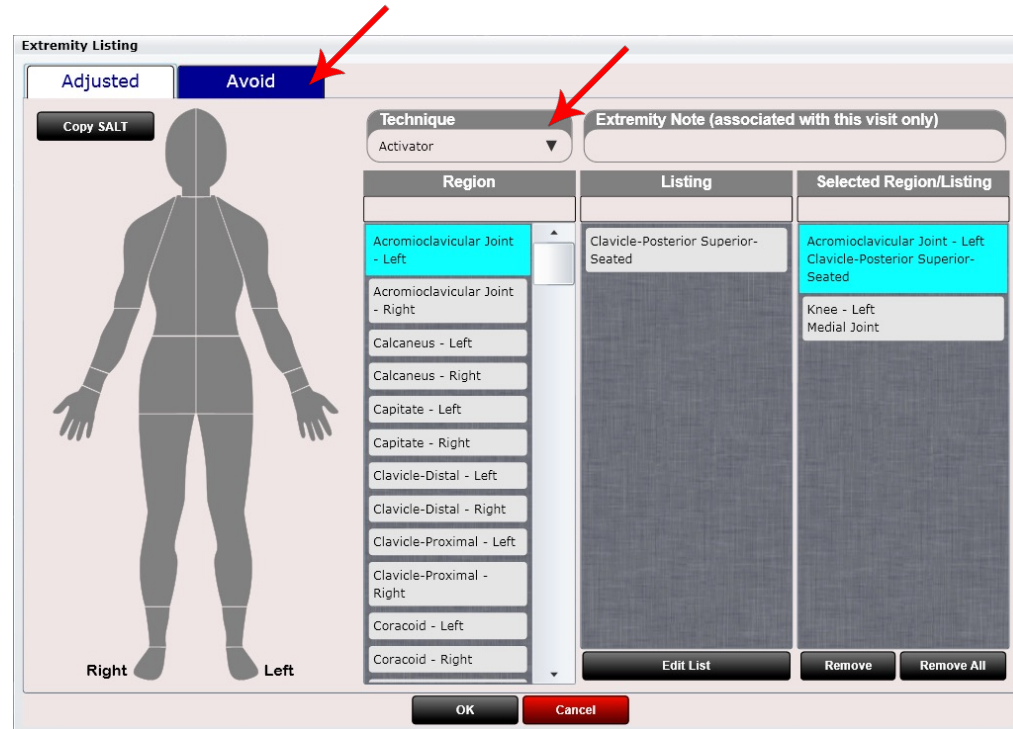 Extremity Listing
Adjusted
Avoid
Copy SALT
Technique
Activator
Extremity Note (associated with this visit only)
Region
Listing
Selected Region/Listing
Acromioclavicular Joint
- Left
Acromioclavicular Joint
- Right
Calcaneus - Left
Calcaneus - Right
Capitate - Left
Capitate - Right
Clavicle-Distal - Left
Clavicle-Distal - Right
Clavicle-Proximal - Left
Clavicle-Proximal -
Right
Coracoid - Left
Coracoid - Right
Clavicle-Posterior Superior-
Seated
Acromioclavicular Joint - Left
Clavicle-Posterior Superior-
Seated
Knee - Left
Medial Joint
Right
Left
Edit List
Remove
Remove All
OK
Cancel